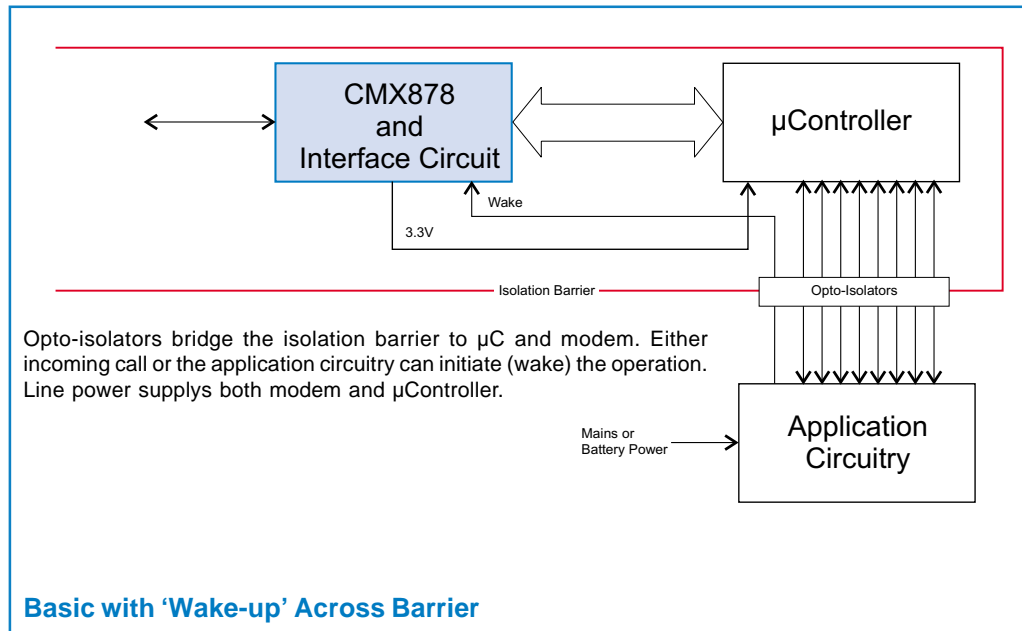 CMX878
and
Interface Circuit
µController
Wake
3.3V
Isolation Barrier
Opto-Isolators
Opto-isolators bridge the isolation barrier to µC and modem. Either
incoming call or the application circuitry can initiate (wake) the operation.
Line power supplys both modem and µController.
Mains or
Battery Power
Application
Circuitry
Basic with ‘Wake-up’ Across Barrier